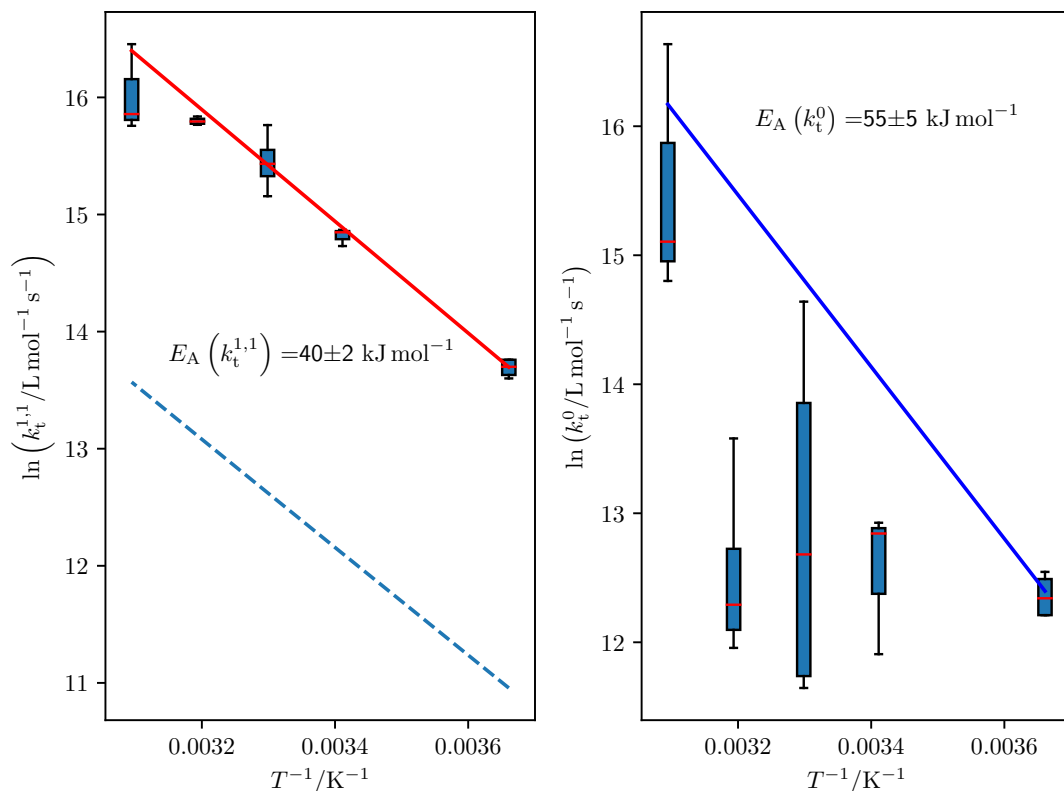 16
15
14
13
12
11
ln (k_t^{1,1}/L mol⁻¹ s⁻¹)
E_A (k_t^{1,1}) =40±2 kJ mol⁻¹
0.0032 0.0034 0.0036
T⁻¹/K⁻¹
16
15
14
13
12
ln (k_t^0/L mol⁻¹ s⁻¹)
E_A (k_t^0) =55±5 kJ mol⁻¹
0.0032 0.0034 0.0036
T⁻¹/K⁻¹